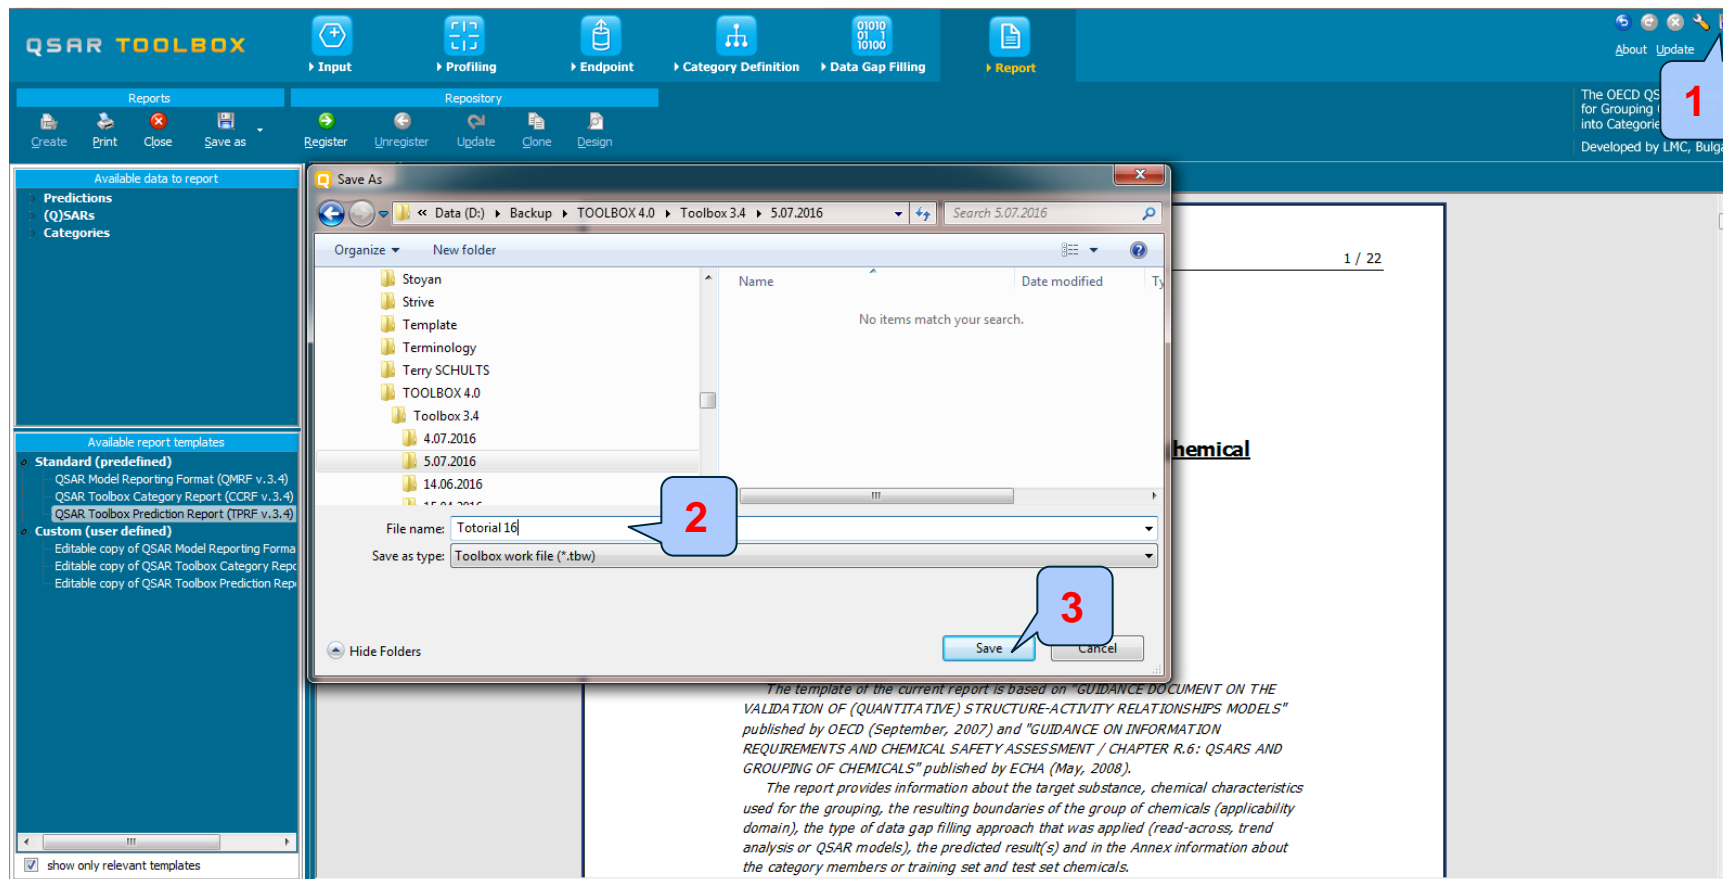 QSAR TOOLBOX
Input
Profiling
Endpoint
Category Definition
Data Gap Filling
Report
01010
01 1
10100
About Update
1
The OECD QS
for Grouping
into Categorie
Developed by LMC, Bulga
Reports
Repository
Create
Print
Close
Save as
Register
Unregister
Update
Clone
Design
Available data to report
Predictions
(Q)SARs
Categories
Save As
« Data (D:) Backup TOOLBOX 4.0 Toolbox 3.4 5.07.2016
Search 5.07.2016
Organize
New folder
Stoyan
Strive
Template
Terminology
Terry SCHULTS
TOOLBOX 4.0
Toolbox 3.4
4.07.2016
5.07.2016
14.06.2016
Name
Date modified
Ty
No items match your search.
File name: Totorial 16
2
Save as type: Toolbox work file (*.tbw)
3
Hide Folders
Save
Cancel
1 / 22
hemical
The template of the current report is based on "GUIDANCE DOCUMENT ON THE
VALIDATION OF (QUANTITATIVE) STRUCTURE-ACTIVITY RELATIONSHIPS MODELS"
published by OECD (September, 2007) and "GUIDANCE ON INFORMATION
REQUIREMENTS AND CHEMICAL SAFETY ASSESSMENT / CHAPTER R.6: QSARS AND
GROUPING OF CHEMICALS" published by ECHA (May, 2008).
The report provides information about the target substance, chemical characteristics
used for the grouping, the resulting boundaries of the group of chemicals (applicability
domain), the type of data gap filling approach that was applied (read-across, trend
analysis or QSAR models), the predicted result(s) and in the Annex information about
the category members or training set and test set chemicals.
Available report templates
Standard (predefined)
QSAR Model Reporting Format (QMRF v.3.4)
QSAR Toolbox Category Report (CCRF v.3.4)
QSAR Toolbox Prediction Report (TPRF v.3.4)
Custom (user defined)
Editable copy of QSAR Model Reporting Forma
Editable copy of QSAR Toolbox Category Repo
Editable copy of QSAR Toolbox Prediction Rep
show only relevant templates